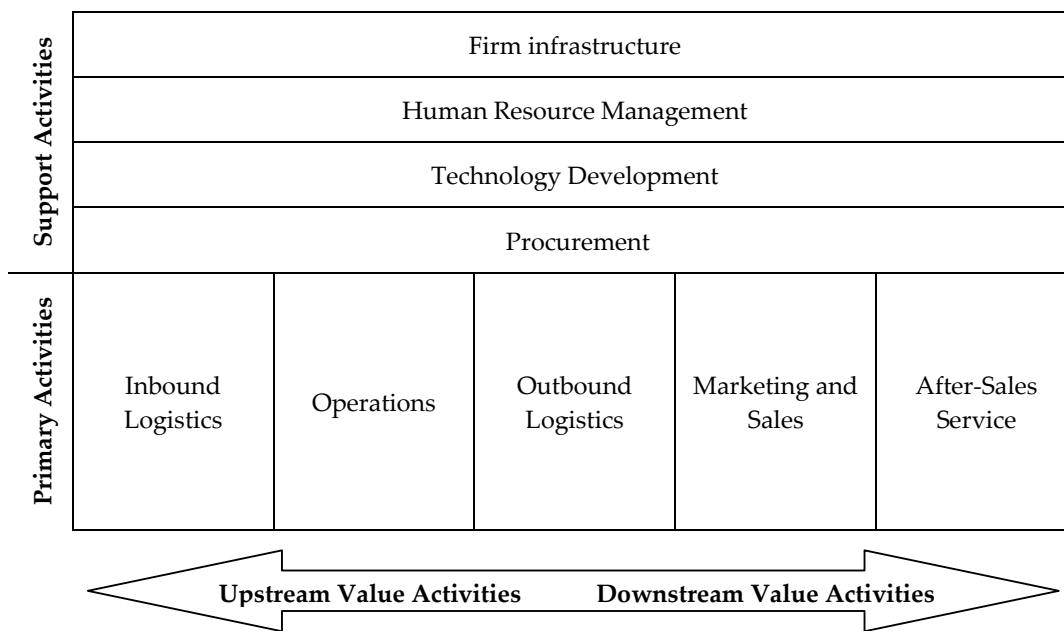 Support Activities
Firm infrastructure
Human Resource Management
Technology Development
Procurement
Primary Activities
Inbound
Logistics
Operations
Outbound
Logistics
Marketing and
Sales
After-Sales
Service
Upstream Value Activities
Downstream Value Activities